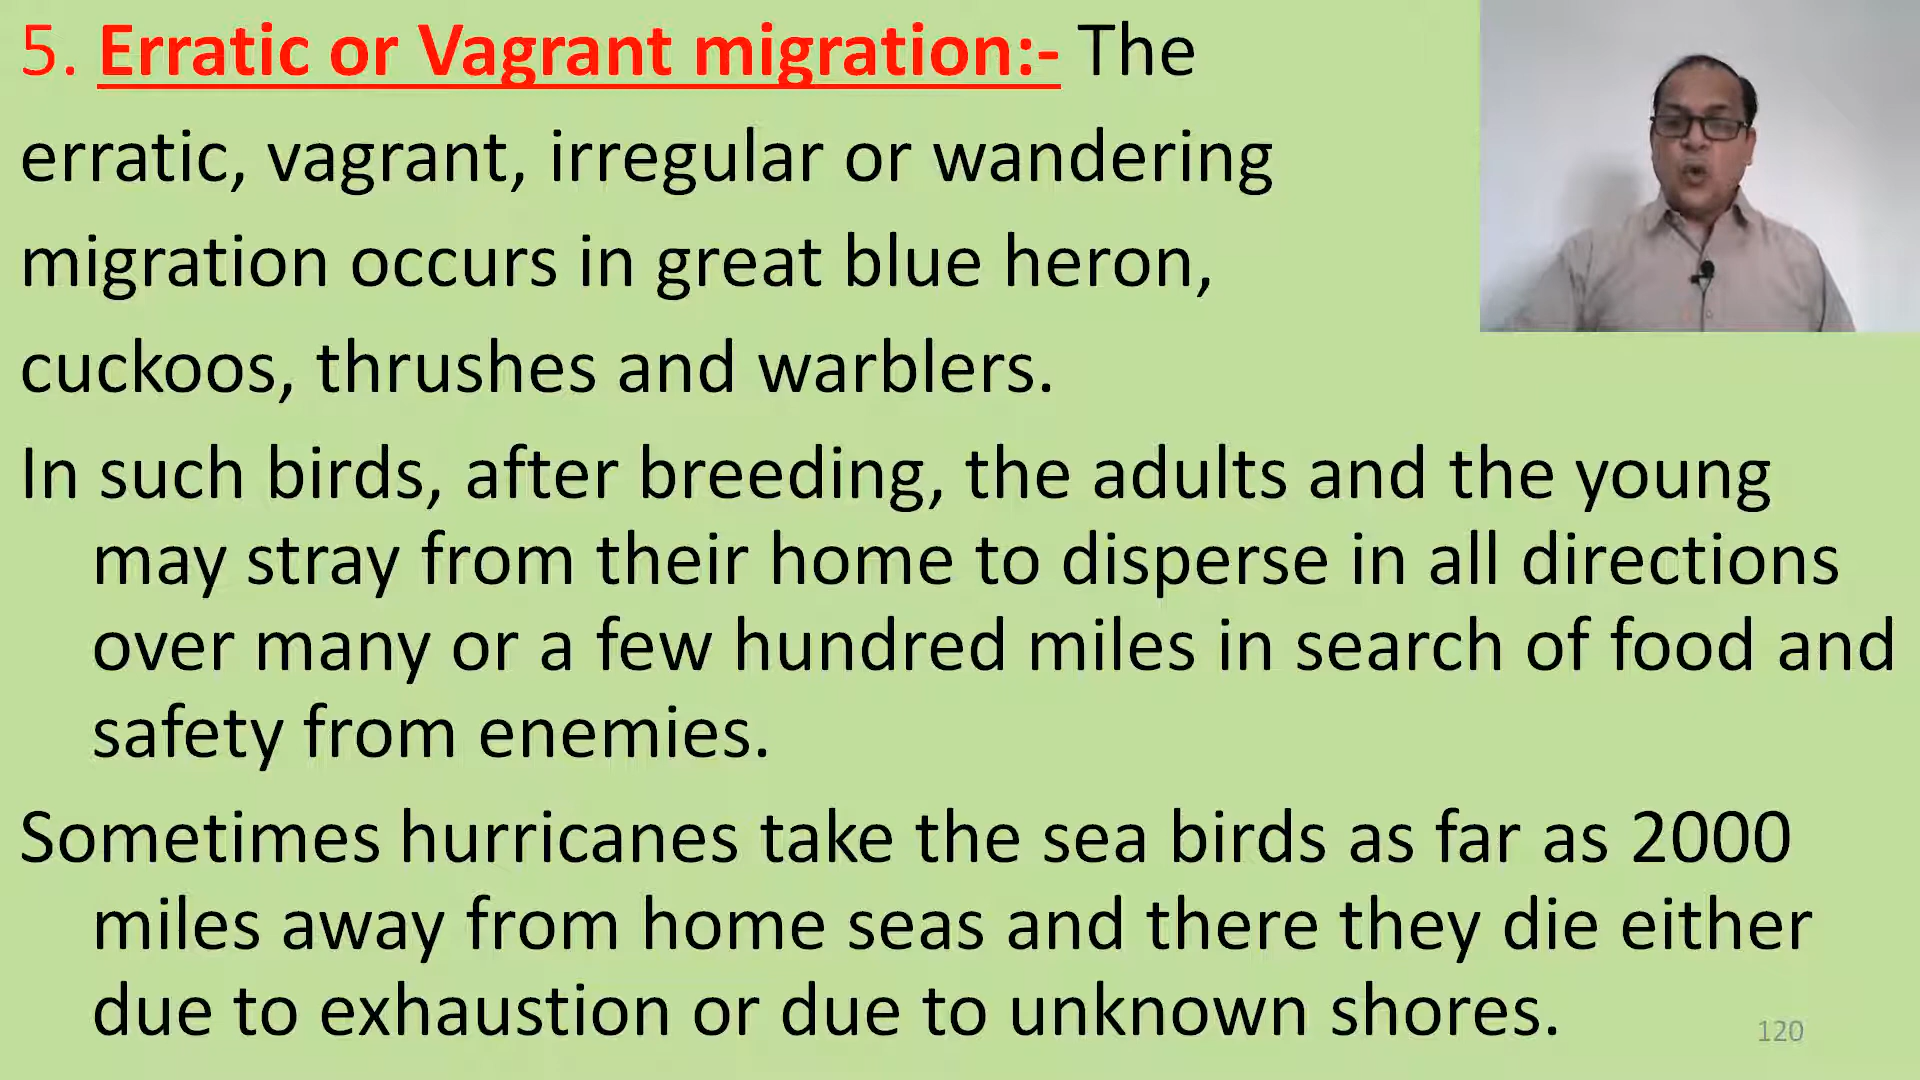 5. Erratic or Vagrant migration:- The
erratic, vagrant, irregular or wandering
migration occurs in great blue heron,
cuckoos, thrushes and warblers.
In such birds, after breeding, the adults and the young
may stray from their home to disperse in all directions
over many or a few hundred miles in search of food and
safety from enemies.
Sometimes hurricanes take the sea birds as far as 2000
miles away from home seas and there they die either
due to exhaustion or due to unknown shores.
120